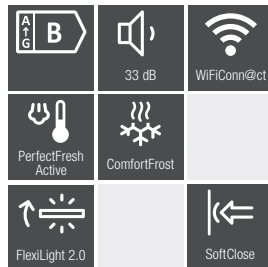 A
↑
G
B
33 dB
WiFiConn@ct
PerfectFresh
Active
ComfortFrost
FlexiLight 2.0
SoftClose